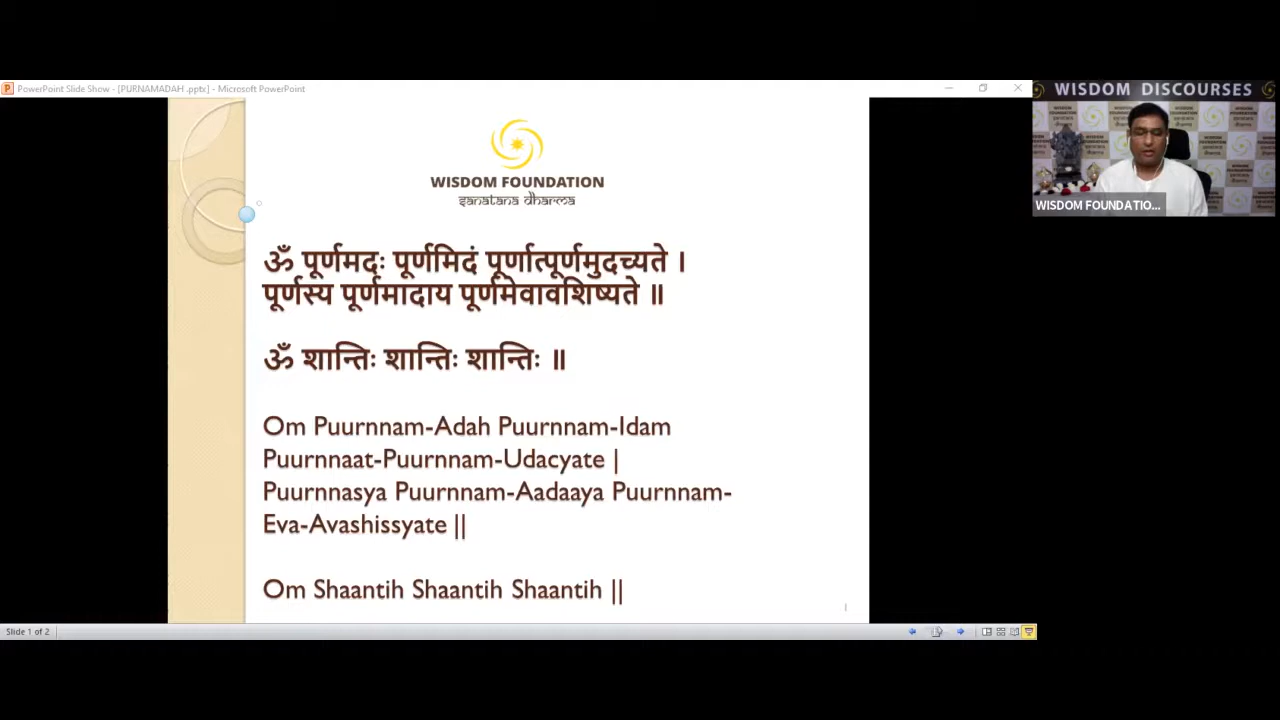 PowerPoint Slide Show - [PURNAMADAH .pptx] - Microsoft PowerPoint
WISDOM DISCOURSES
WISDOM FOUNDATION
sanatana dharma
WISDOM FOUNDATIO...
ॐ पूर्णमदः पूर्णमिदं पूर्णात्पूर्णमुदच्यते ।
पूर्णस्य पूर्णमादाय पूर्णमेवावशिष्यते ॥
ॐ शान्तिः शान्तिः शान्तिः ॥
Om Puurnnam-Adah Puurnnam-Idam
Puurnnaat-Puurnnam-Udacyate |
Puurnnasya Puurnnam-Aadaaya Puurnnam-
Eva-Avashissyate ||
Om Shaantih Shaantih Shaantih ||
Slide 1 of 2